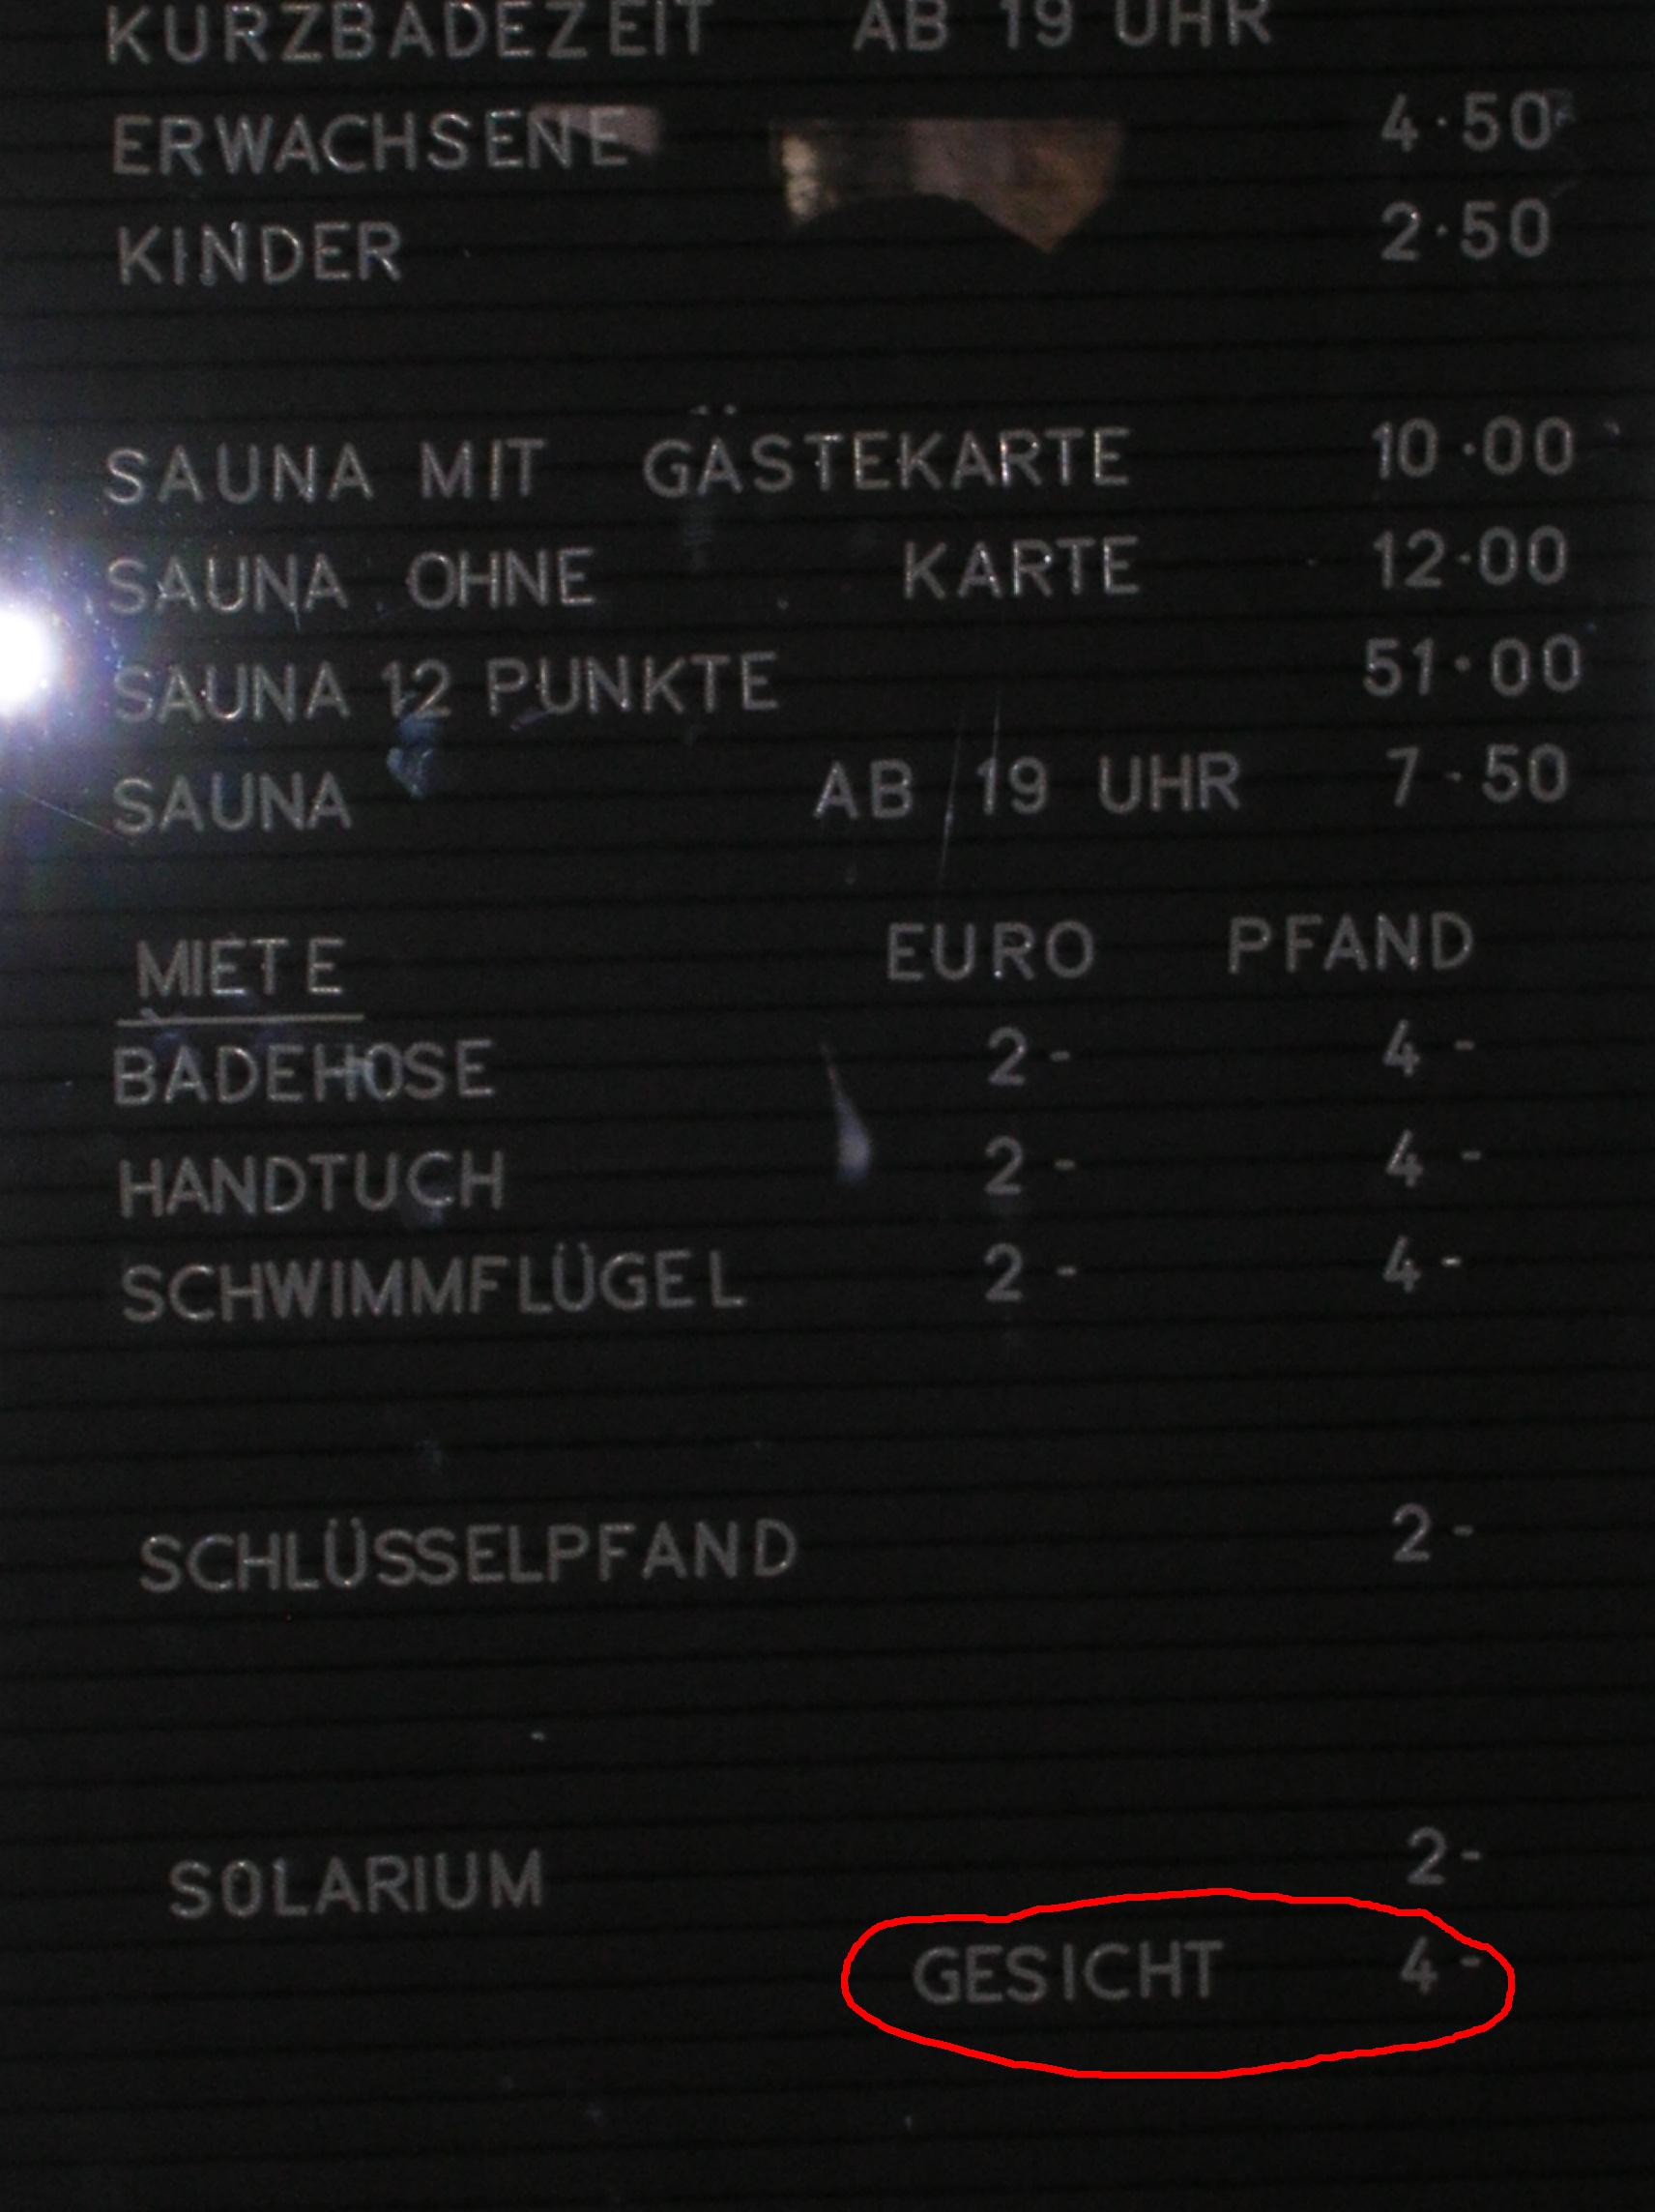 KURZBADEZEIT AB 19 UHR
ERWACHSENE 4·50
KINDER 2·50
SAUNA MIT GÄSTEKARTE 10·00
SAUNA OHNE KARTE 12·00
SAUNA 12 PUNKTE 51·00
SAUNA AB 19 UHR 7-50
MIETE EURO PFAND
BADEHOSE 2- 4-
HANDTUCH 2- 4-
SCHWIMMFLÜGEL 2- 4-
SCHLÜSSELPFAND 2-
SOLARIUM 2-
GESICHT 4-